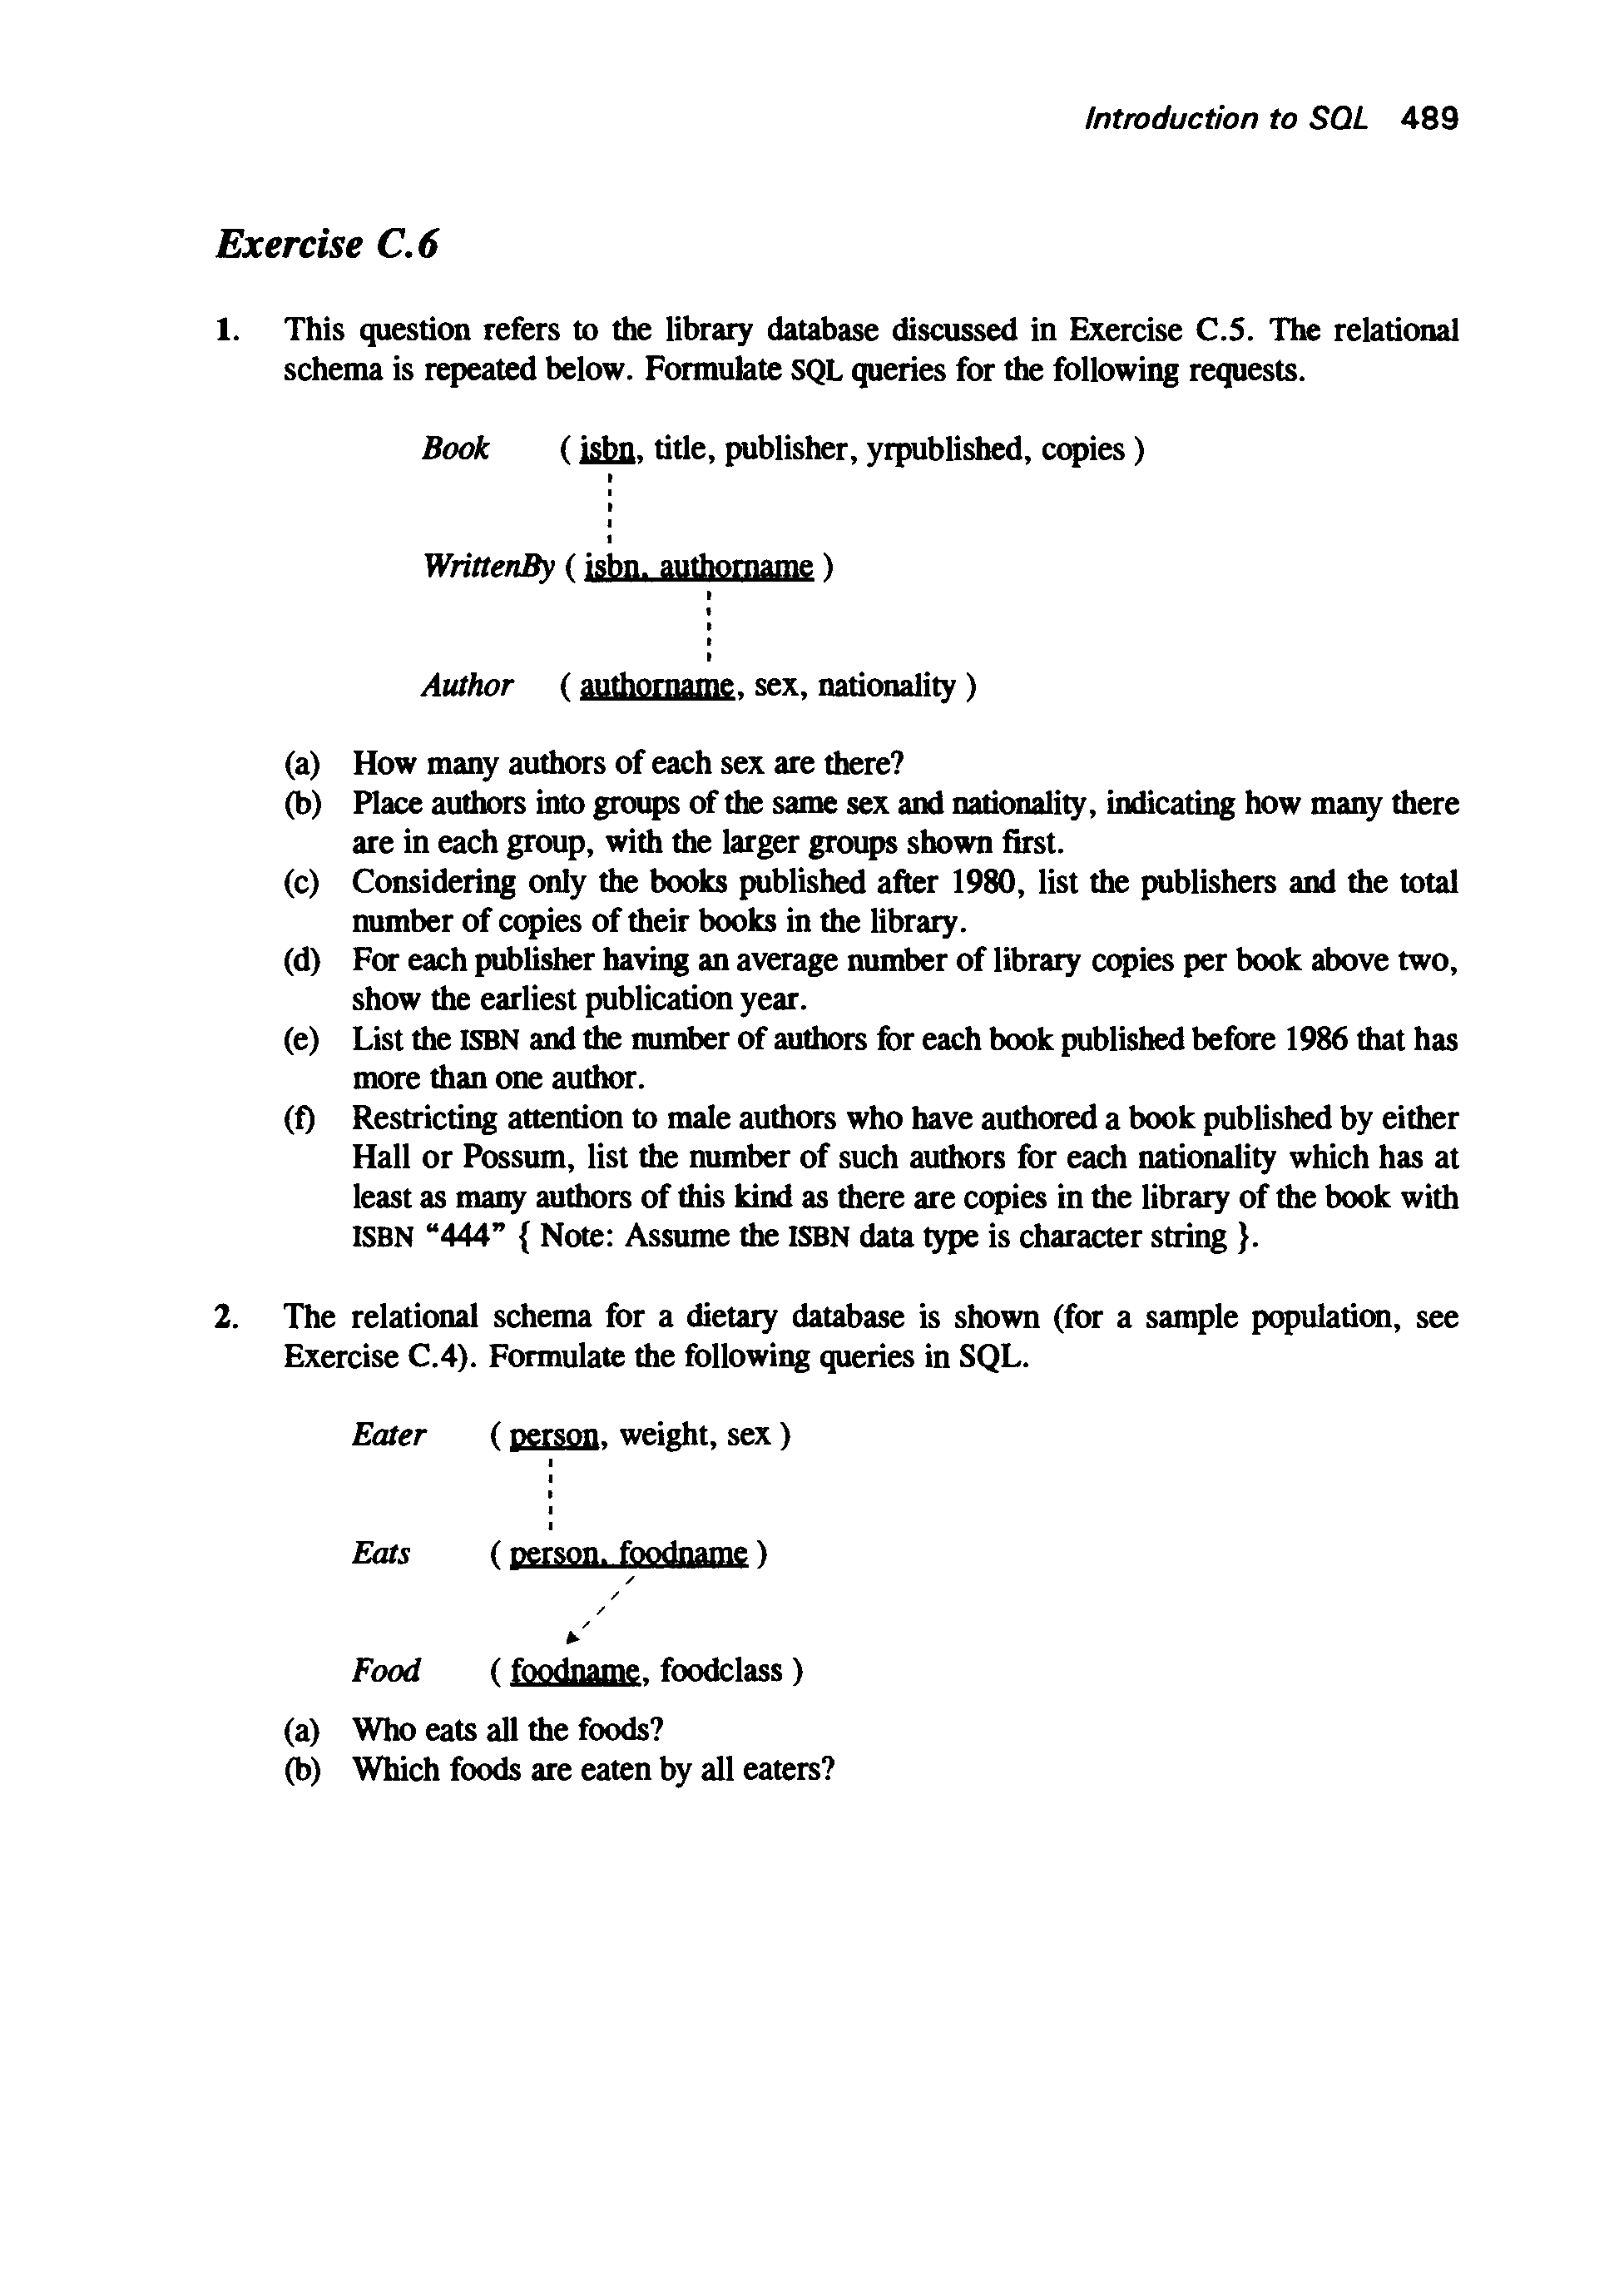 Introduction to SQL 489
Exercise C.6
1. This question refers to the library database discussed in Exercise C.5. The relational
schema is repeated below. Formulate SQL queries for the following requests.
Book ( isbn, title, publisher, yrpublished, copies )
WrittenBy ( isbn, authorname )
Author ( authorname, sex, nationality )
(a) How many authors of each sex are there?
(b) Place authors into groups of the same sex and nationality, indicating how many there
are in each group, with the larger groups shown first.
(c) Considering only the books published after 1980, list the publishers and the total
number of copies of their books in the library.
(d) For each publisher having an average number of library copies per book above two,
show the earliest publication year.
(e) List the ISBN and the number of authors for each book published before 1986 that has
more than one author.
(f) Restricting attention to male authors who have authored a book published by either
Hall or Possum, list the number of such authors for each nationality which has at
least as many authors of this kind as there are copies in the library of the book with
ISBN “444” { Note: Assume the ISBN data type is character string }.
2. The relational schema for a dietary database is shown (for a sample population, see
Exercise C.4). Formulate the following queries in SQL.
Eater ( person, weight, sex )
Eats ( person, foodname )
Food ( foodname, foodclass )
(a) Who eats all the foods?
(b) Which foods are eaten by all eaters?